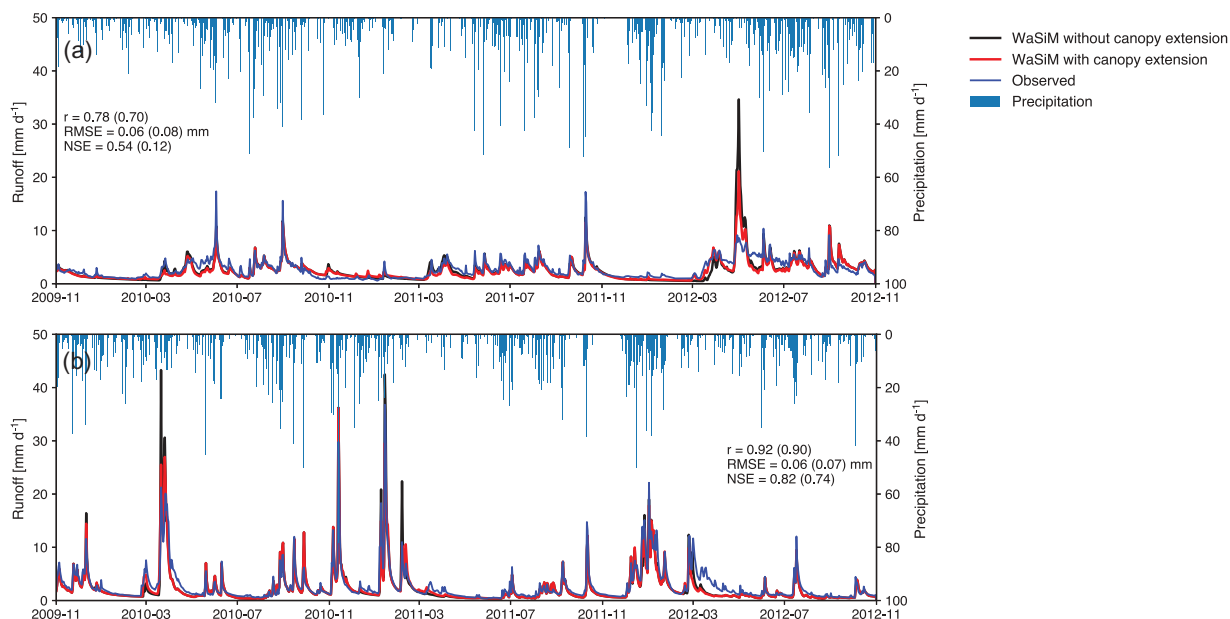 50
40
30
20
10
0
Runoff [mm d-1]
(a)
r = 0.78 (0.70)
RMSE = 0.06 (0.08) mm
NSE = 0.54 (0.12)
0
20
40
60
80
100
Precipitation [mm d-1]
2009-11 2010-03 2010-07 2010-11 2011-03 2011-07 2011-11 2012-03 2012-07 2012-11
WaSiM without canopy extension
WaSiM with canopy extension
Observed
Precipitation
50
40
30
20
10
0
Runoff [mm d-1]
(b)
r = 0.92 (0.90)
RMSE = 0.06 (0.07) mm
NSE = 0.82 (0.74)
0
20
40
60
80
100
Precipitation [mm d-1]
2009-11 2010-03 2010-07 2010-11 2011-03 2011-07 2011-11 2012-03 2012-07 2012-11